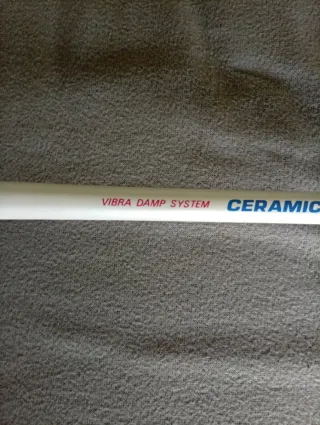 VIBRA DAMP SYSTEM CERAMIC